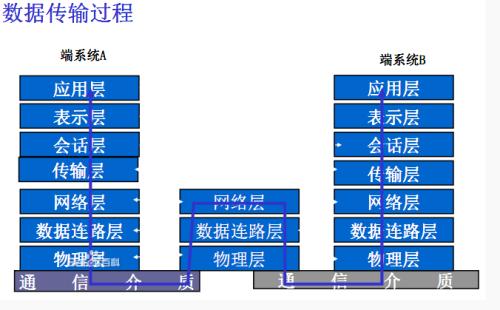 数据传输过程
端系统A
应用层
表示层
会话层
传输层
网络层
数据连路层
物理层
通 信 介 质
网络层
数据连路层
物理层
端系统B
应用层
表示层
会话层
传输层
网络层
数据连路层
物理层
通 信 介 质